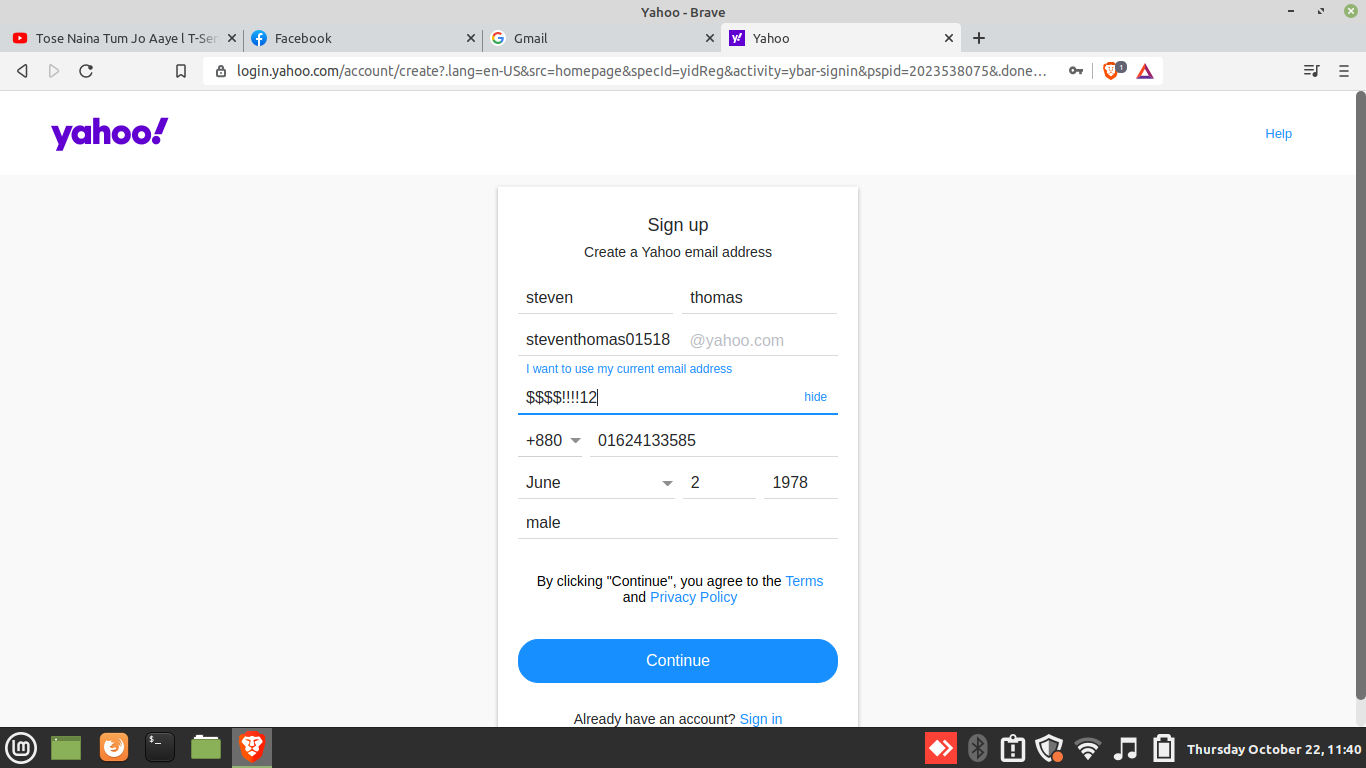 Yahoo - Brave
Tose Naina Tum Jo Aaye l T-Ser
Facebook
Gmail
Yahoo
login.yahoo.com/account/create?.lang=en-US&src=homepage&specId=yidReg&activity=ybar-signin&pspid=2023538075&.done…
1
yahoo!
Help
Sign up
Create a Yahoo email address
steven thomas
steventhomas01518 @yahoo.com
I want to use my current email address
$$$$!!!!12 hide
+880 01624133585
June 2 1978
male
By clicking "Continue", you agree to the Terms
and Privacy Policy
Continue
Already have an account? Sign in
Thursday October 22, 11:40